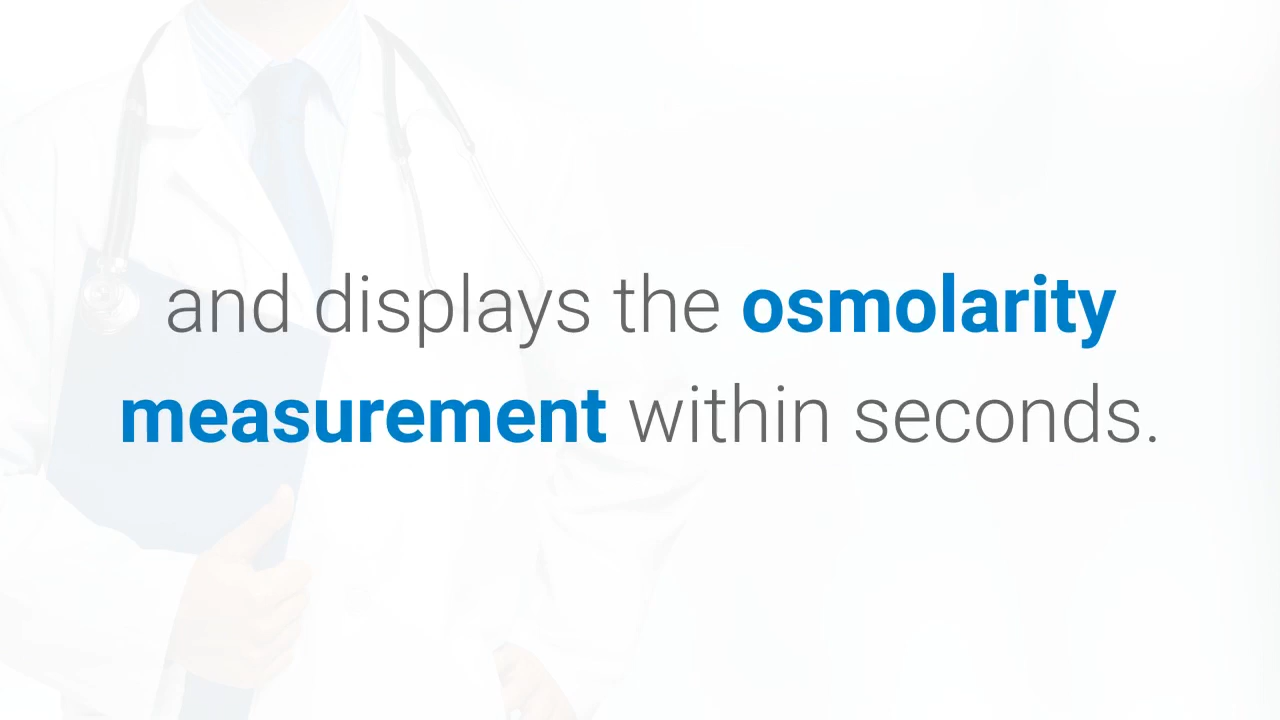 and displays the osmolarity
measurement within seconds.